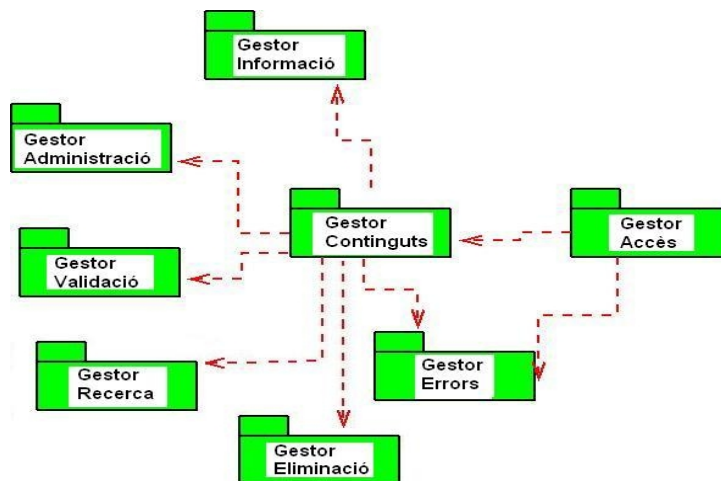 Gestor
Informació
Gestor
Administració
Gestor
Continguts
Gestor
Accès
Gestor
Validació
Gestor
Recerca
Gestor
Errors
Gestor
Eliminació